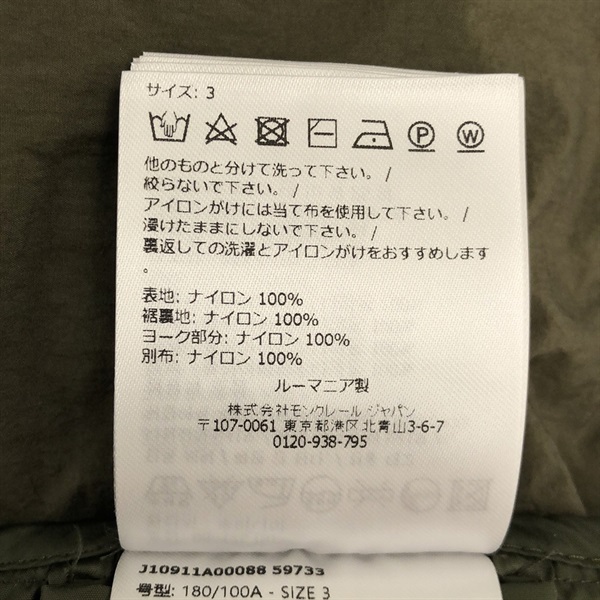 サイズ: 3
P W
他のものと分けて洗って下さい。 /
絞らないで下さい。 /
アイロンがけには当て布を使用して下さい。 /
浸けたままにしないで下さい。 /
裏返しての洗濯とアイロンがけをおすすめします
。
表地: ナイロン 100%
裾裏地: ナイロン 100%
ヨーク部分: ナイロン 100%
別布: ナイロン 100%
ルーマニア製
株式会社モンクレール ジャパン
〒107-0061 東京都港区北青山3-6-7
0120-938-795
J10911A00088 59733
号型: 180/100A - SIZE 3